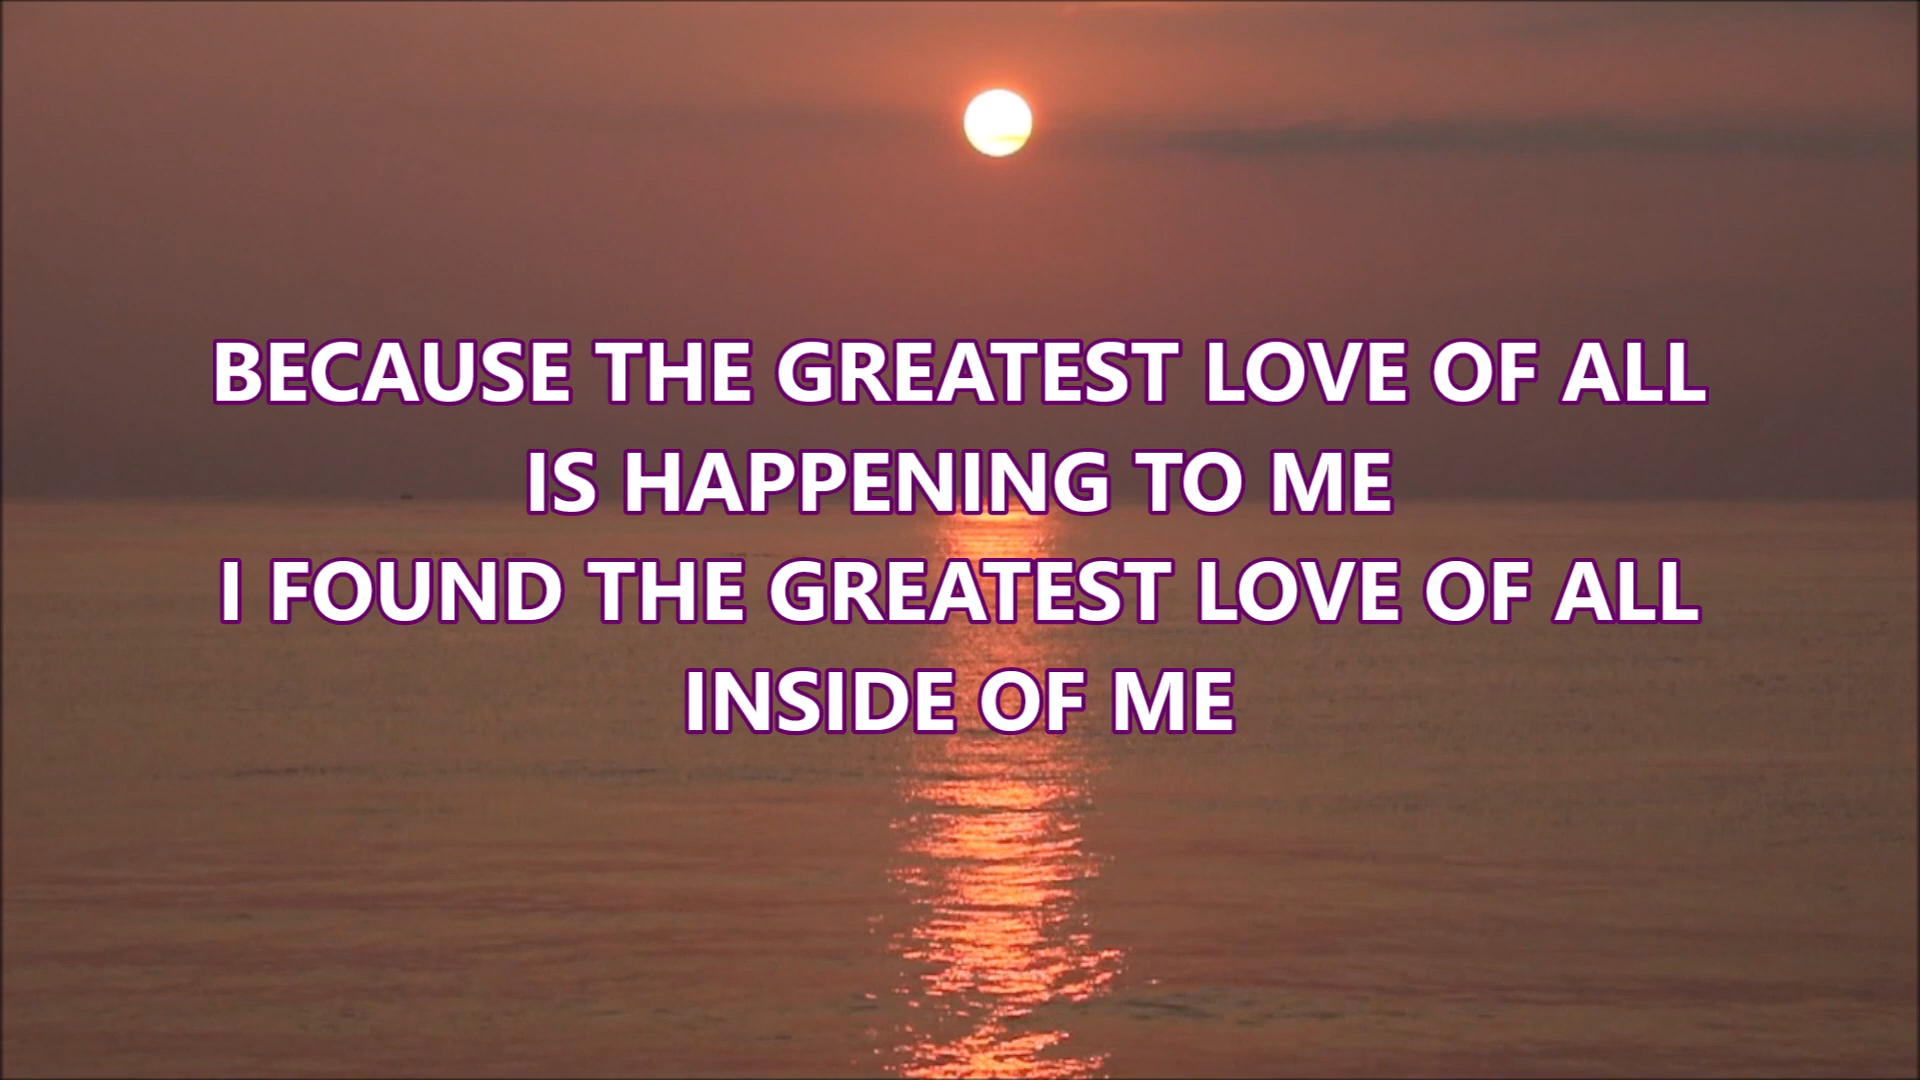 BECAUSE THE GREATEST LOVE OF ALL
IS HAPPENING TO ME
I FOUND THE GREATEST LOVE OF ALL
INSIDE OF ME